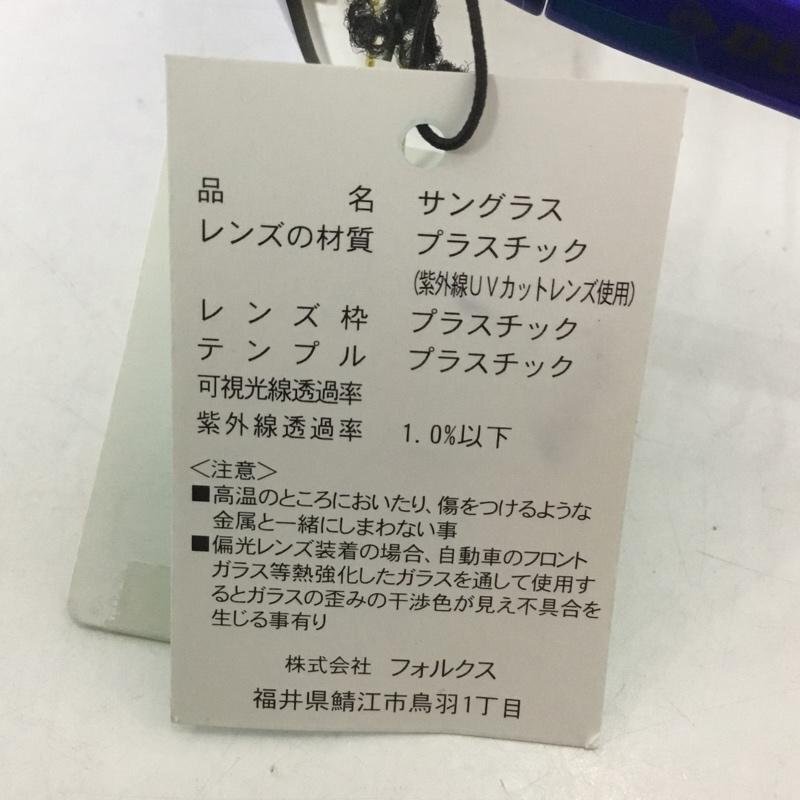 品名 サングラス
レンズの材質 プラスチック
(紫外線UVカットレンズ使用)
レンズ枠 プラスチック
テンプル プラスチック
可視光線透過率
紫外線透過率 1.0%以下
＜注意＞
■高温のところにおいたり、傷をつけるような
金属と一緒にしまわない事
■偏光レンズ装着の場合、自動車のフロント
ガラス等熱強化したガラスを通して使用す
るとガラスの歪みの干渉色が見え不具合を
生じる事有り
株式会社 フォルクス
福井県鯖江市鳥羽1丁目